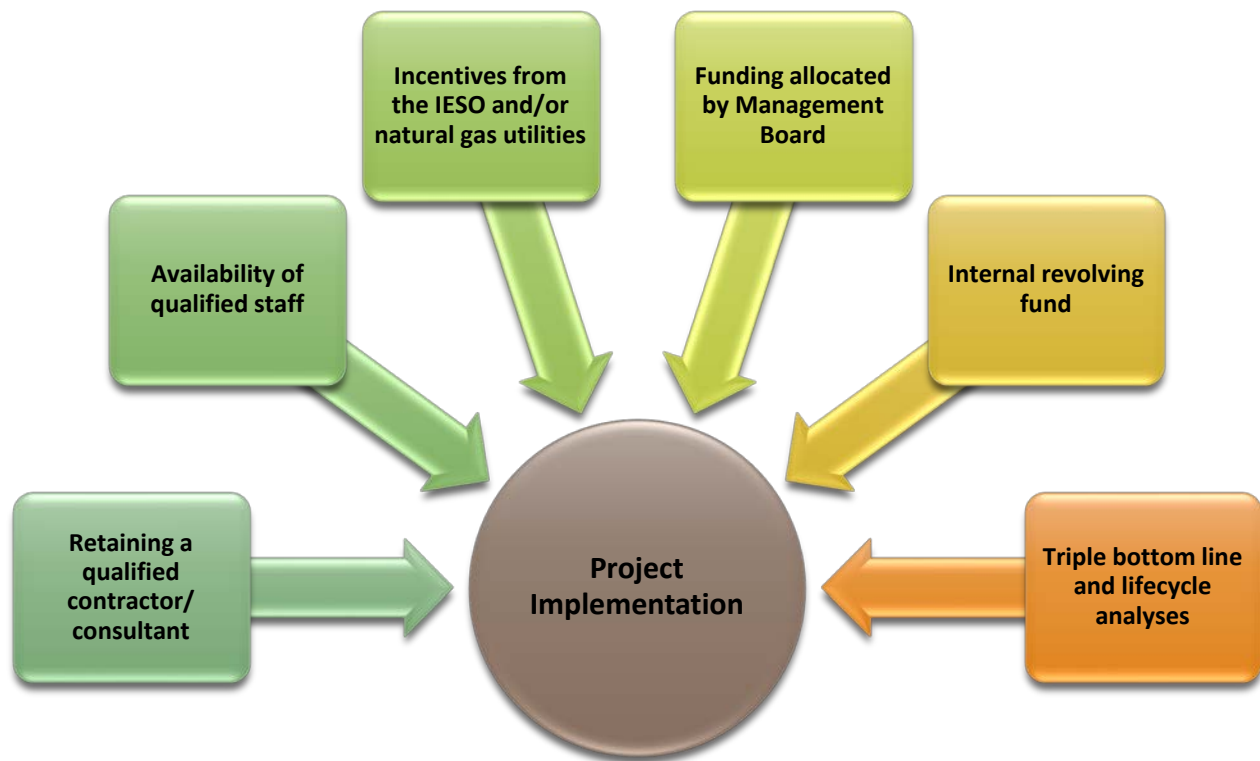 Incentives from
the IESO and/or
natural gas utilities
Funding allocated
by Management
Board
Availability of
qualified staff
Internal revolving
fund
Retaining a
qualified
contractor/
consultant
Project
Implementation
Triple bottom line
and lifecycle
analyses